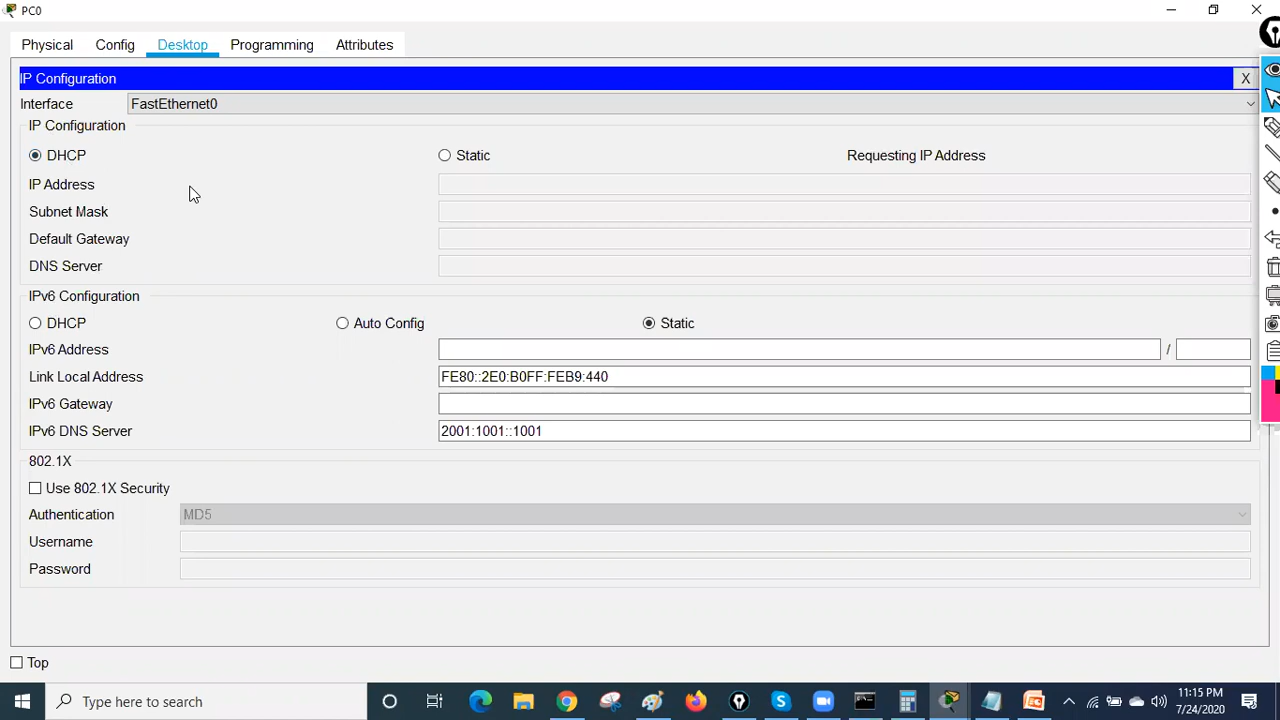 PC0
Physical Config Desktop Programming Attributes
IP Configuration X
Interface FastEthernet0
IP Configuration
DHCP Static Requesting IP Address
IP Address
Subnet Mask
Default Gateway
DNS Server
IPv6 Configuration
DHCP Auto Config Static
IPv6 Address /
Link Local Address FE80::2E0:B0FF:FEB9:440
IPv6 Gateway
IPv6 DNS Server 2001:1001::1001
802.1X
Use 802.1X Security
Authentication MD5
Username
Password
Top
Type here to search 11:15 PM
7/24/2020